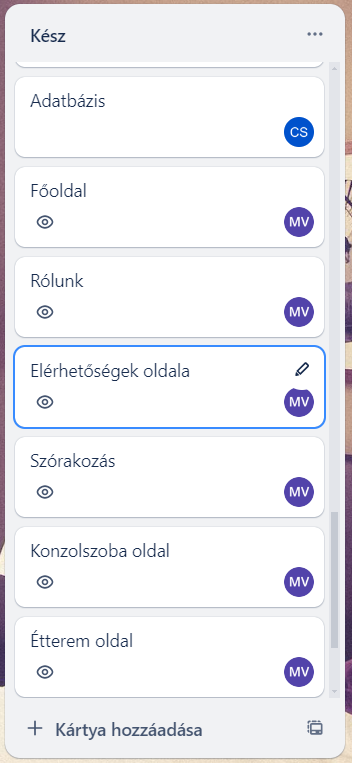 Kész
Adatbázis
CS
Főoldal
MV
Rólunk
MV
Elérhetőségek oldala
MV
Szórakozás
MV
Konzolszoba oldal
MV
Étterem oldal
MV
Kártya hozzáadása